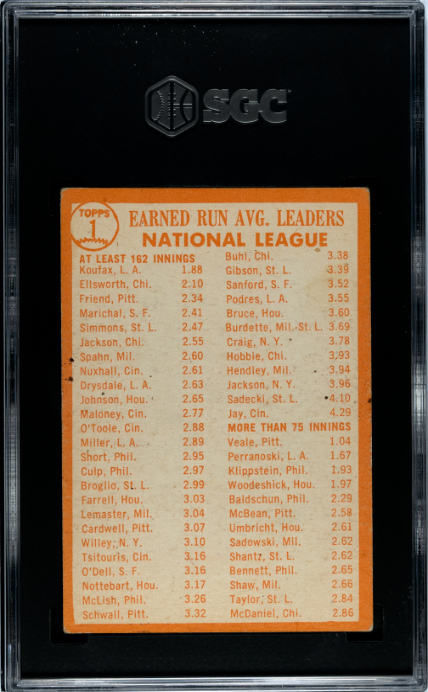 SGC
TOPPS
1
EARNED RUN AVG. LEADERS
NATIONAL LEAGUE
AT LEAST 162 INNINGS
Koufax, L. A. 1.88
Ellsworth, Chi. 2.10
Friend, Pitt. 2.34
Marichal, S. F. 2.41
Simmons, St. L. 2.47
Jackson, Chi. 2.55
Spahn, Mil. 2.60
Nuxhall, Cin. 2.61
Drysdale, L. A. 2.63
Johnson, Hou. 2.65
Maloney, Cin. 2.77
O'Toole, Cin. 2.88
Miller, L. A. 2.89
Short, Phil. 2.95
Culp, Phil. 2.97
Broglio, St. L. 2.99
Farrell, Hou. 3.03
Lemaster, Mil. 3.04
Cardwell, Pitt. 3.07
Willey, N. Y. 3.10
Tsitouris, Cin. 3.16
O'Dell, S. F. 3.16
Nottebart, Hou. 3.17
McLish, Phil. 3.26
Schwall, Pitt. 3.32
Buhl, Chi. 3.38
Gibson, St. L. 3.39
Sanford, S. F. 3.52
Podres, L. A. 3.55
Bruce, Hou. 3.60
Burdette, Mil.-St. L. 3.69
Craig, N. Y. 3.78
Hobbie, Chi. 3.93
Hendley, Mil. 3.94
Jackson, N. Y. 3.96
Sadecki, St. L. 4.10
Jay, Cin. 4.29
MORE THAN 75 INNINGS
Veale, Pitt. 1.04
Perranoski, L. A. 1.67
Klippstein, Phil. 1.93
Woodeshick, Hou. 1.97
Baldschun, Phil. 2.29
McBean, Pitt. 2.58
Umbricht, Hou. 2.61
Sadowski, Mil. 2.62
Shantz, St. L. 2.62
Bennett, Phil. 2.65
Shaw, Mil. 2.66
Taylor, St. L. 2.84
McDaniel, Chi. 2.86